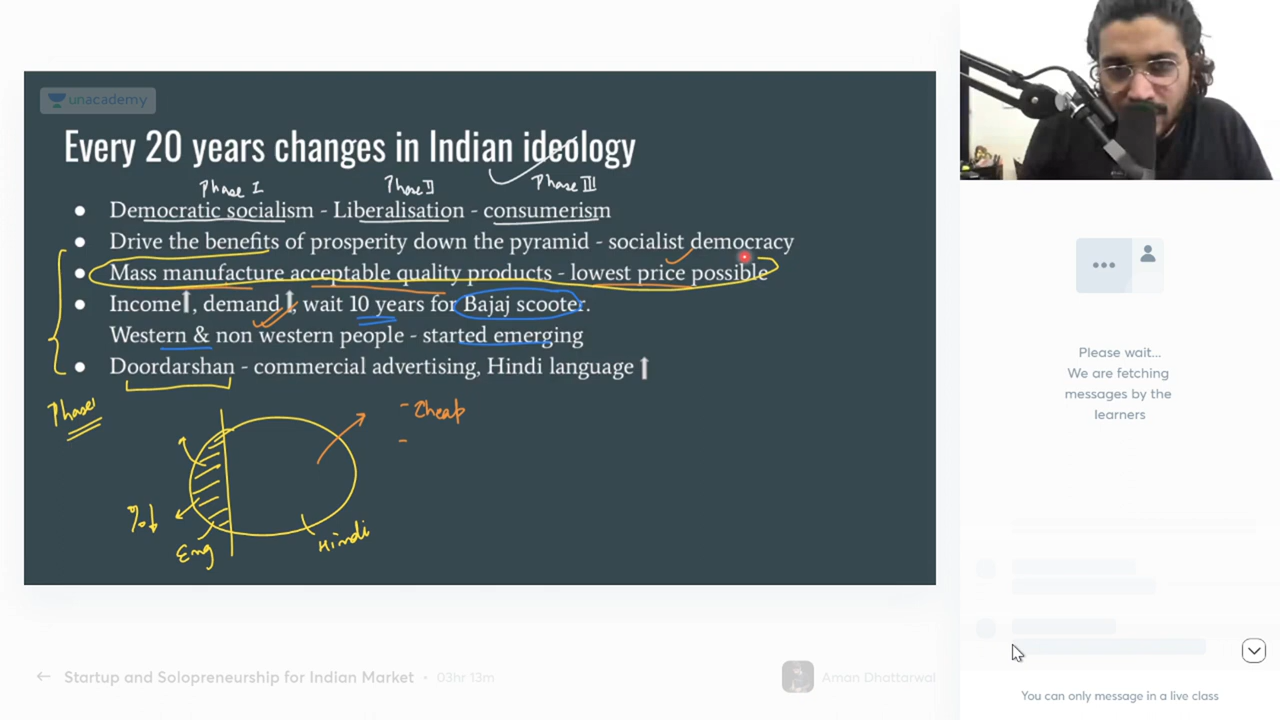 unacademy
Every 20 years changes in Indian ideology
Phase I Phase II Phase III
Democratic socialism - Liberalisation - consumerism
Drive the benefits of prosperity down the pyramid - socialist democracy
Mass manufacture acceptable quality products - lowest price possible
Income↑, demand↑, wait 10 years for Bajaj scooter.
Western & non western people - started emerging
Doordarshan - commercial advertising, Hindi language ↑
Phase1
- Cheap
-
%↓
Eng
Hindi
Please wait...
We are fetching
messages by the
learners
← Startup and Solopreneurship for Indian Market • 03hr 13m
Aman Dhattarwal
You can only message in a live class